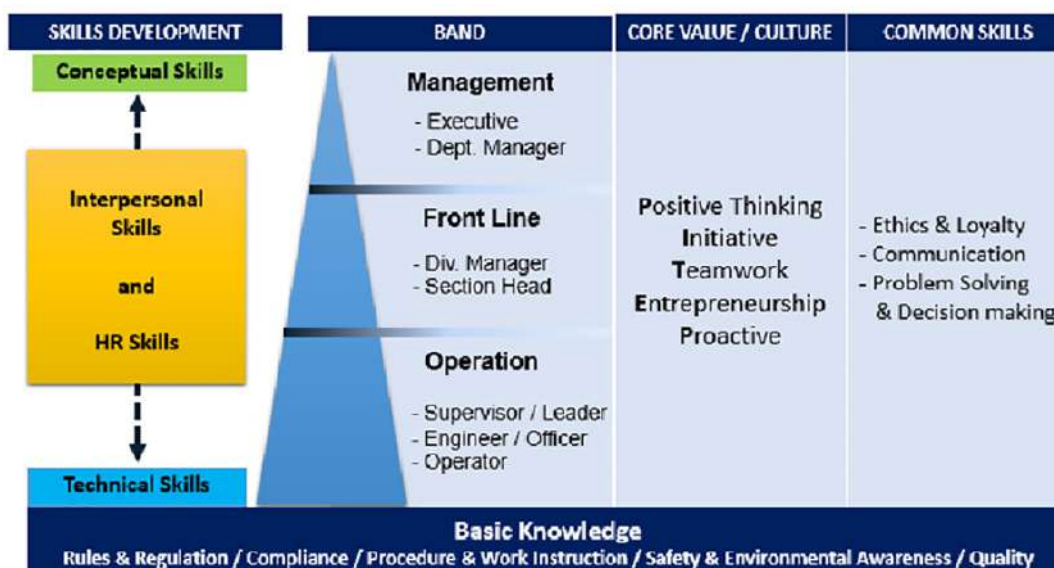 SKILLS DEVELOPMENT
Conceptual Skills
Interpersonal
Skills
and
HR Skills
Technical Skills
BAND
Management
- Executive
- Dept. Manager
Front Line
- Div. Manager
- Section Head
Operation
- Supervisor / Leader
- Engineer / Officer
- Operator
CORE VALUE / CULTURE
Positive Thinking
Initiative
Teamwork
Entrepreneurship
Proactive
COMMON SKILLS
- Ethics & Loyalty
- Communication
- Problem Solving
& Decision making
Basic Knowledge
Rules & Regulation / Compliance / Procedure & Work Instruction / Safety & Environmental Awareness / Quality